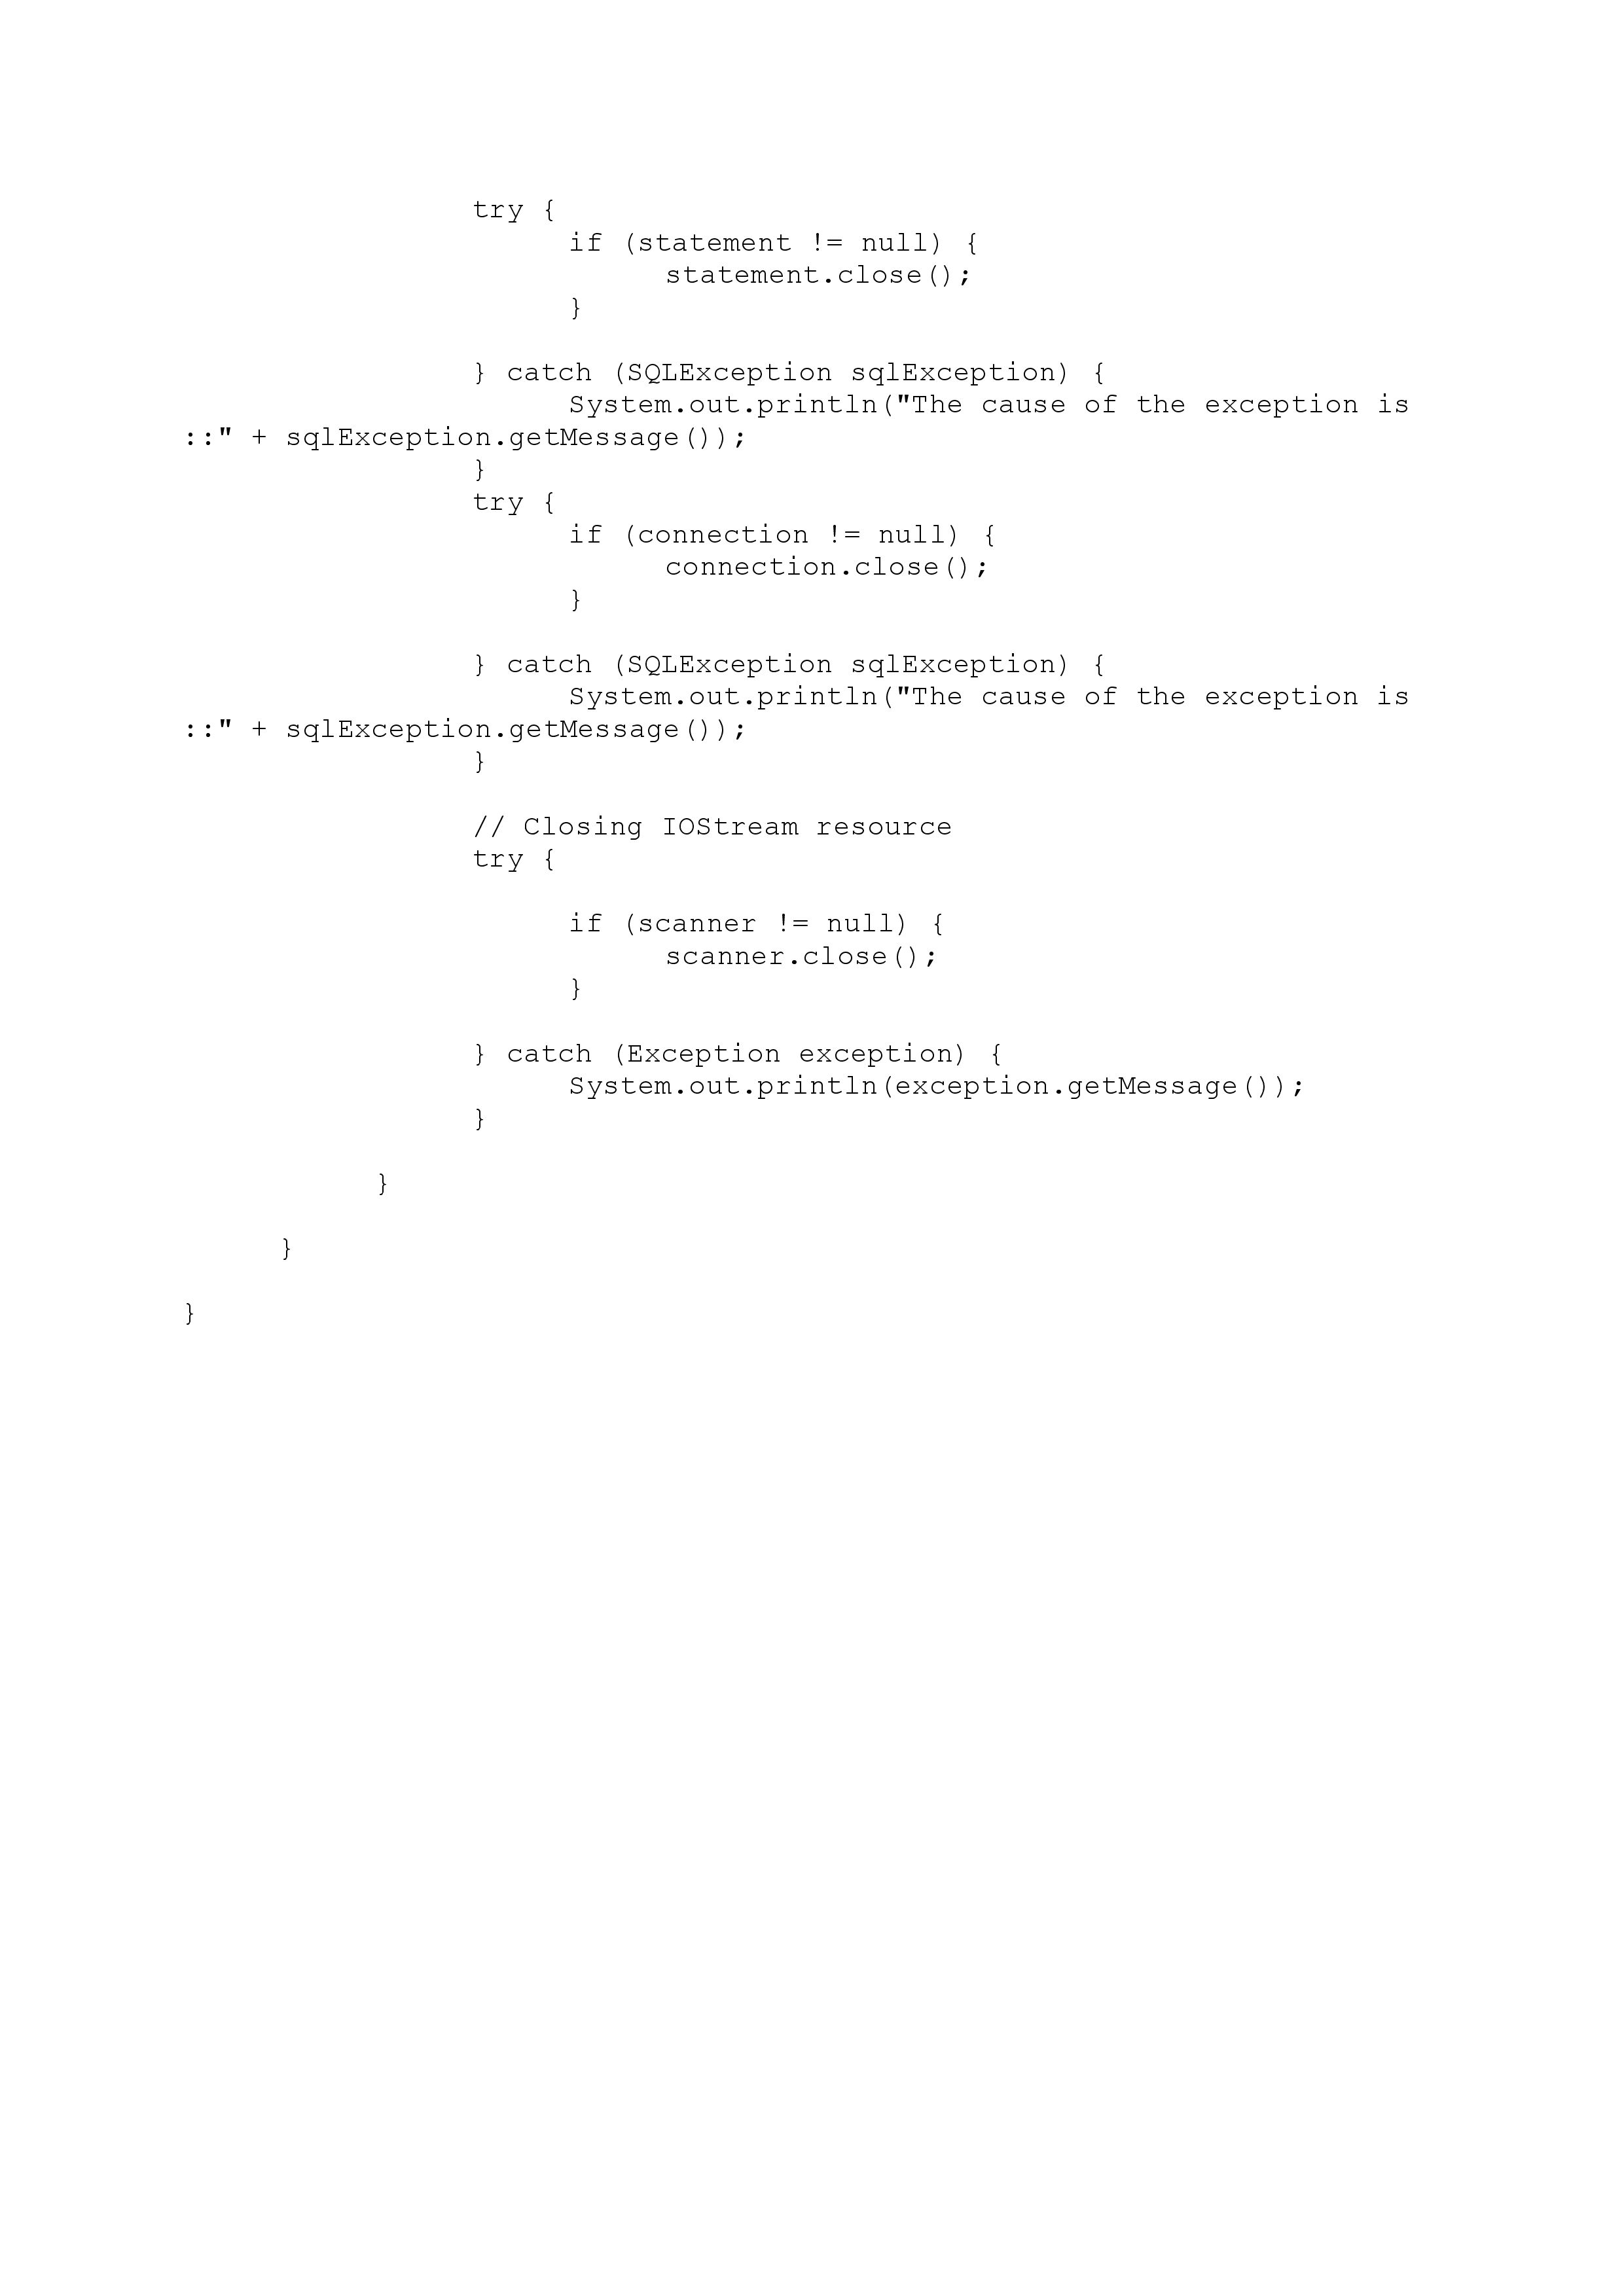 try {
if (statement != null) {
statement.close();
}
} catch (SQLException sqlException) {
System.out.println("The cause of the exception is
::" + sqlException.getMessage());
}
try {
if (connection != null) {
connection.close();
}
} catch (SQLException sqlException) {
System.out.println("The cause of the exception is
::" + sqlException.getMessage());
}
// Closing IOStream resource
try {
if (scanner != null) {
scanner.close();
}
} catch (Exception exception) {
System.out.println(exception.getMessage());
}
}
}
}